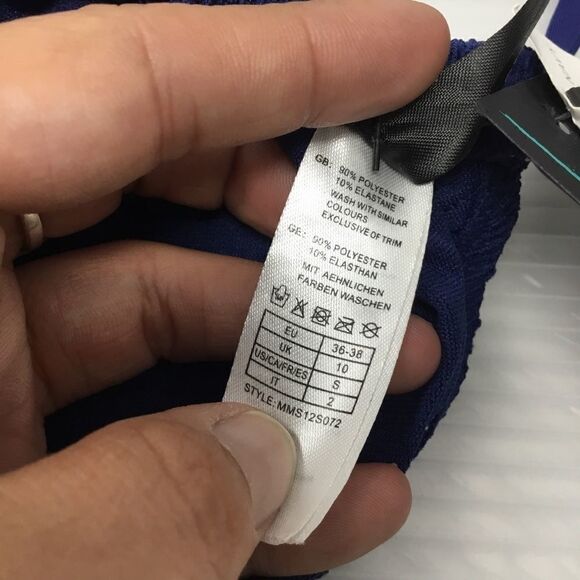 GB: 90% POLYESTER
10% ELASTANE
WASH WITH SIMILAR
COLOURS
EXCLUSIVE OF TRIM
GE: 90% POLYESTER
10% ELASTHAN
MIT AEHNLICHEN
FARBEN WASCHEN
EU 36-38
UK 10
US/CA/FR/ES S
IT 2
STYLE: MMS12S072